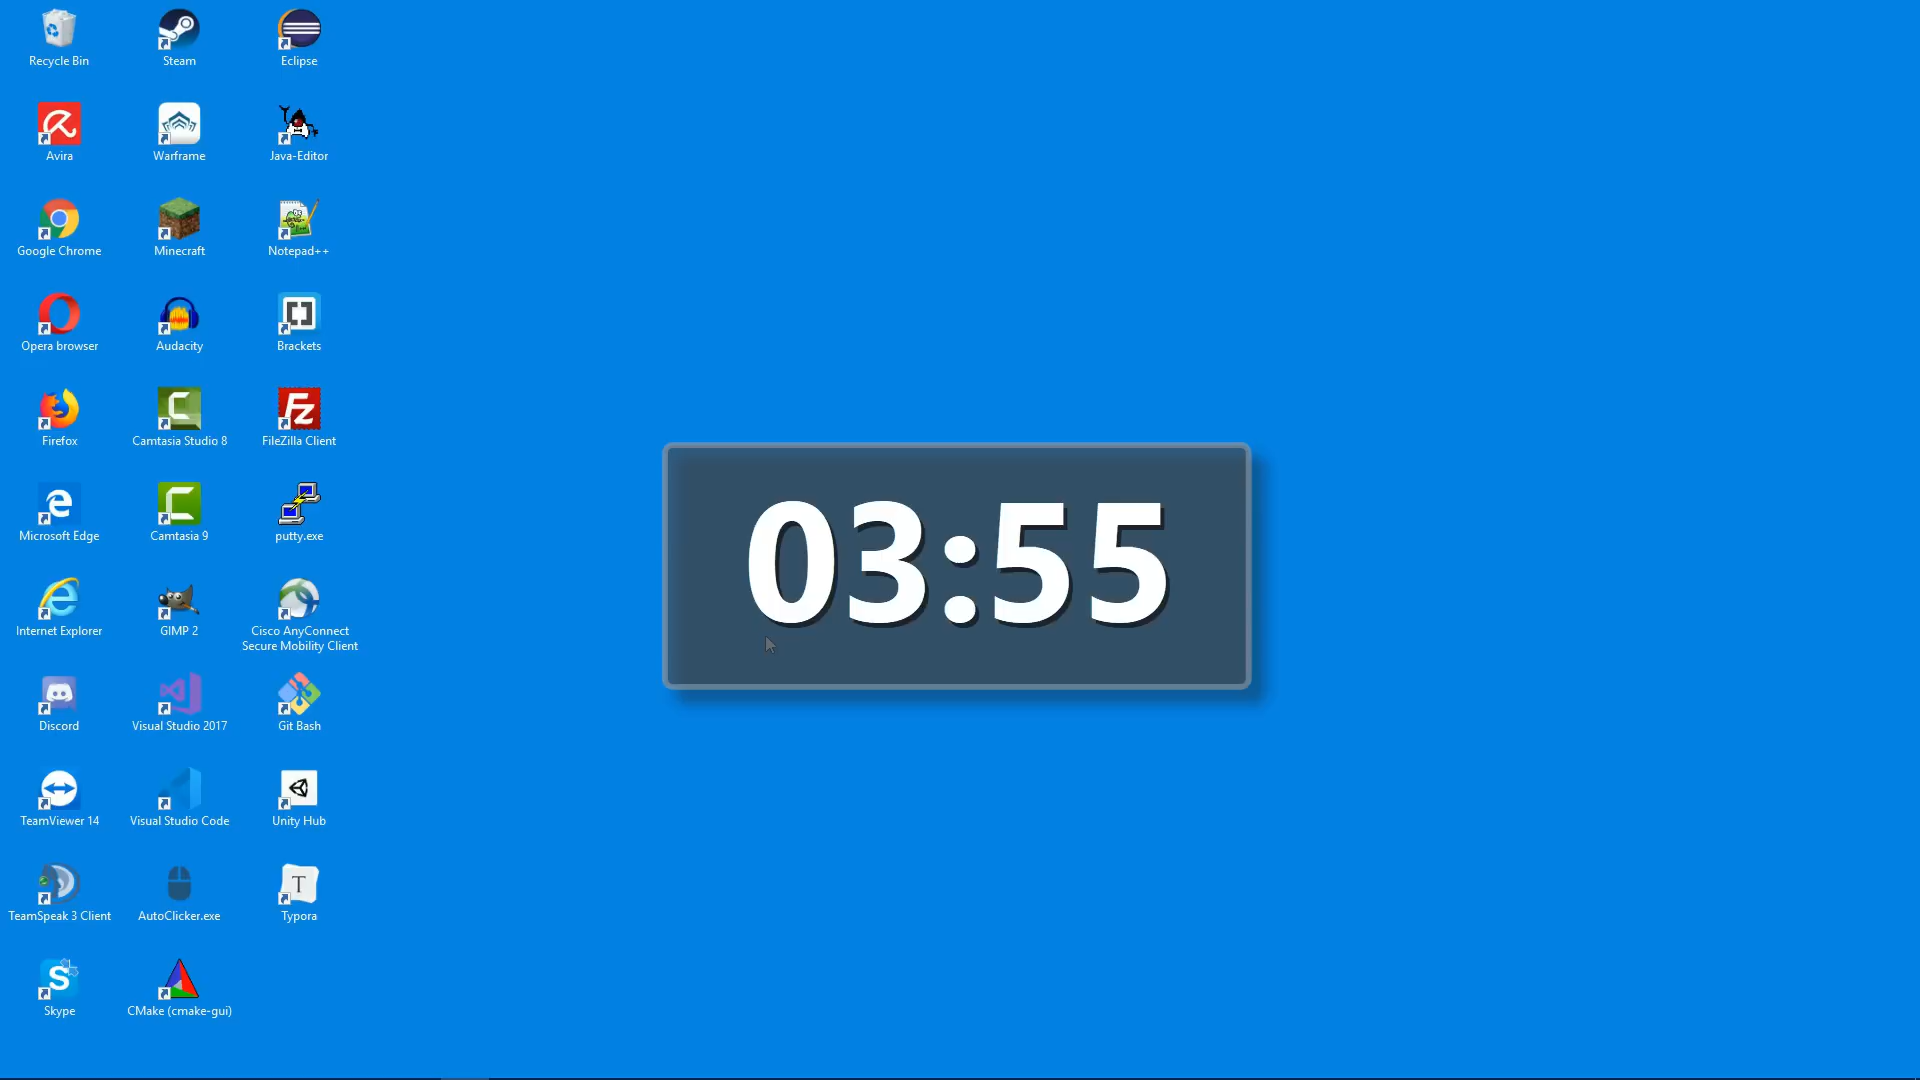 Recycle Bin
Steam
Eclipse
Avira
Warframe
Java-Editor
Google Chrome
Minecraft
Notepad++
Opera browser
Audacity
Brackets
Firefox
Camtasia Studio 8
FileZilla Client
Microsoft Edge
Camtasia 9
putty.exe
Internet Explorer
GIMP 2
Cisco AnyConnect
Secure Mobility Client
Discord
Visual Studio 2017
Git Bash
TeamViewer 14
Visual Studio Code
Unity Hub
TeamSpeak 3 Client
AutoClicker.exe
Typora
Skype
CMake (cmake-gui)
03:55